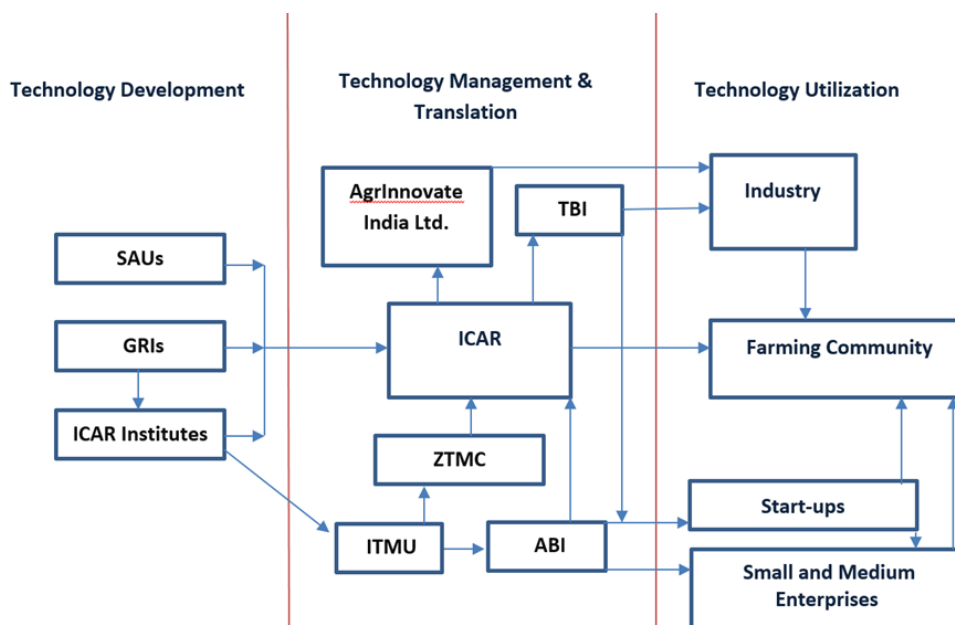 Technology Development
Technology Management &
Translation
Technology Utilization
AgrInnovate
India Ltd.
TBI
Industry
SAUs
GRIs
ICAR
Farming Community
ICAR Institutes
ZTMC
Start-ups
ITMU
ABI
Small and Medium
Enterprises